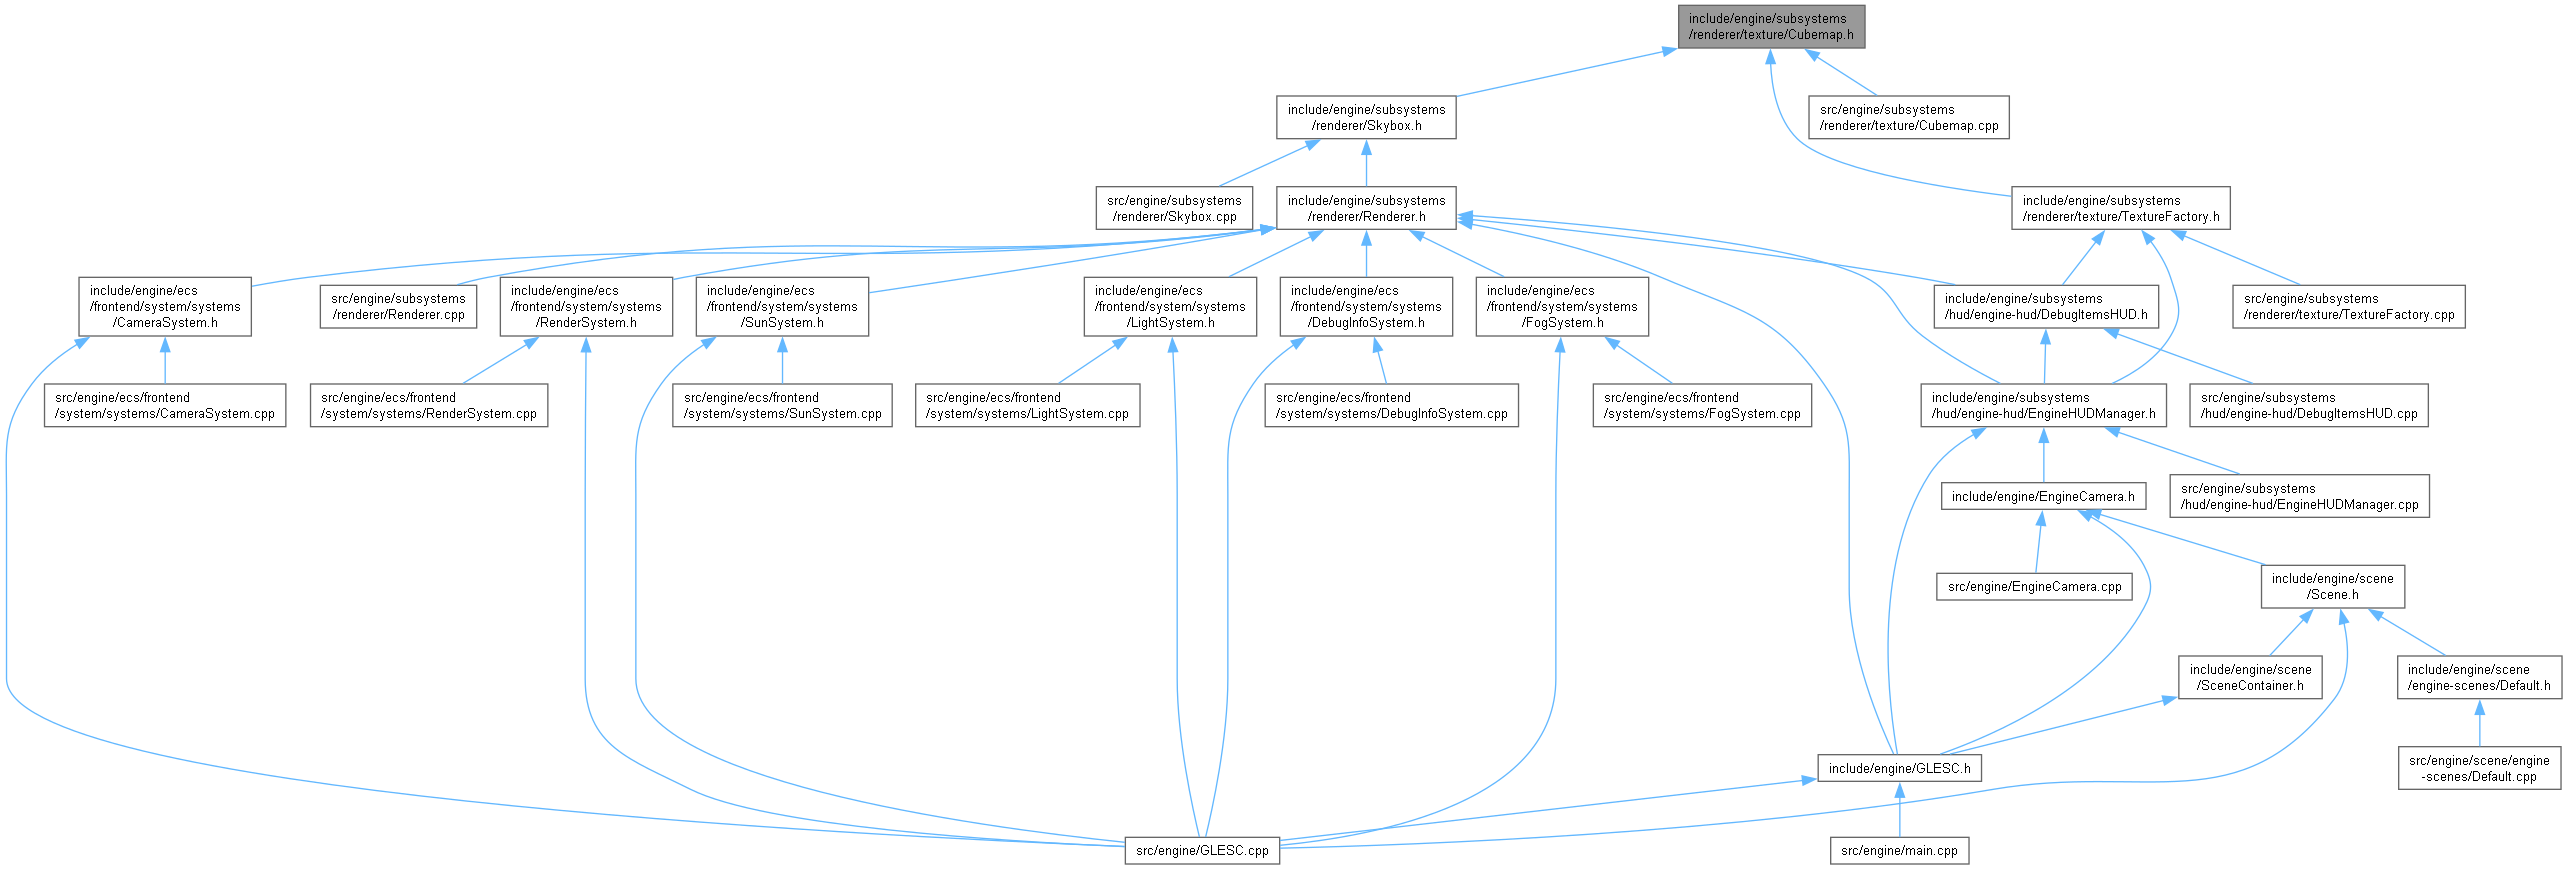 include/engine/subsystems
/renderer/texture/Cubemap.h
include/engine/subsystems
/renderer/Skybox.h
src/engine/subsystems
/renderer/texture/Cubemap.cpp
src/engine/subsystems
/renderer/Skybox.cpp
include/engine/subsystems
/renderer/Renderer.h
include/engine/subsystems
/renderer/texture/TextureFactory.h
include/engine/ecs
/frontend/system/systems
/CameraSystem.h
src/engine/subsystems
/renderer/Renderer.cpp
include/engine/ecs
/frontend/system/systems
/RenderSystem.h
include/engine/ecs
/frontend/system/systems
/SunSystem.h
include/engine/ecs
/frontend/system/systems
/LightSystem.h
include/engine/ecs
/frontend/system/systems
/DebugInfoSystem.h
include/engine/ecs
/frontend/system/systems
/FogSystem.h
include/engine/subsystems
/hud/engine-hud/DebugItemsHUD.h
src/engine/subsystems
/renderer/texture/TextureFactory.cpp
src/engine/ecs/frontend
/system/systems/CameraSystem.cpp
src/engine/ecs/frontend
/system/systems/RenderSystem.cpp
src/engine/ecs/frontend
/system/systems/SunSystem.cpp
src/engine/ecs/frontend
/system/systems/LightSystem.cpp
src/engine/ecs/frontend
/system/systems/DebugInfoSystem.cpp
src/engine/ecs/frontend
/system/systems/FogSystem.cpp
include/engine/subsystems
/hud/engine-hud/EngineHUDManager.h
src/engine/subsystems
/hud/engine-hud/DebugItemsHUD.cpp
include/engine/EngineCamera.h
src/engine/subsystems
/hud/engine-hud/EngineHUDManager.cpp
src/engine/EngineCamera.cpp
include/engine/scene
/Scene.h
include/engine/scene
/SceneContainer.h
include/engine/scene
/engine-scenes/Default.h
include/engine/GLESC.h
src/engine/scene/engine
-scenes/Default.cpp
src/engine/GLESC.cpp
src/engine/main.cpp